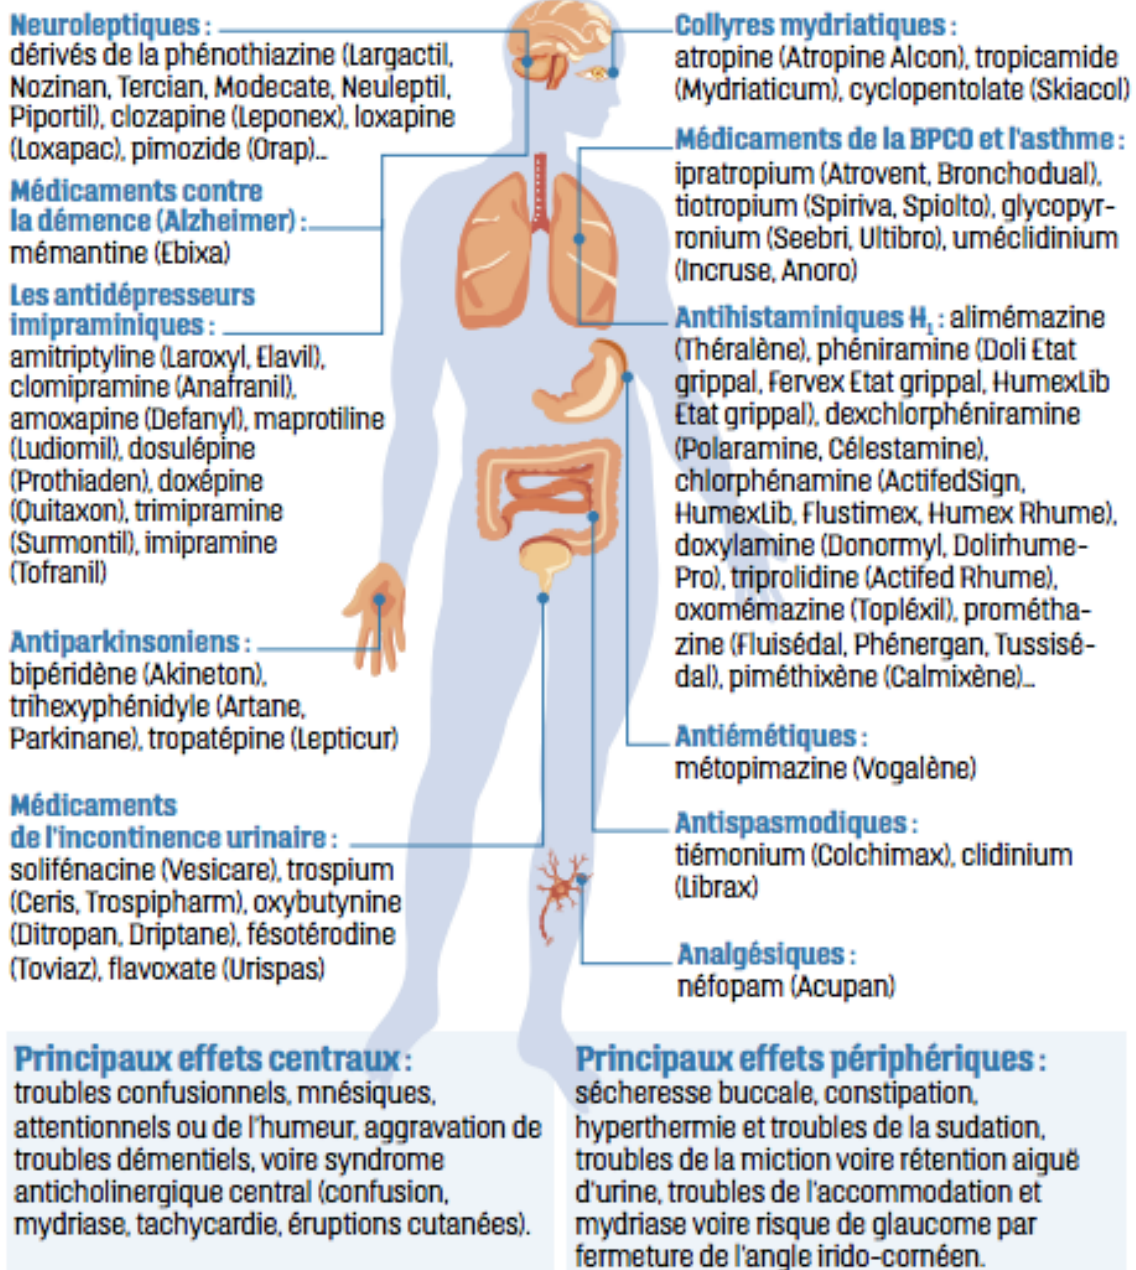 Neuroleptiques :
dérivés de la phénothiazine (Largactil,
Nozinan, Tercian, Modecate, Neuleptil,
Piportil), clozapine (Leponex), loxapine
(Loxapac), pimozide (Orap)...
Médicaments contre
la démence (Alzheimer) :
mémantine (Ebixa)
Les antidépresseurs
imipraminiques :
amitriptyline (Laroxyl, Elavil),
clomipramine (Anafranil),
amoxapine (Defanyl), maprotiline
(Ludiomil), dosulépine
(Prothiaden), doxépine
(Quitaxon), trimipramine
(Surmontil), imipramine
(Tofranil)
Antiparkinsoniens :
bipéridène (Akineton),
trihexyphénidyle (Artane,
Parkinane), tropatépine (Lepticur)
Médicaments
de l'incontinence urinaire :
solifénacine (Vesicare), trospium
(Ceris, Trospipharm), oxybutynine
(Ditropan, Driptane), fésotérodine
(Toviaz), flavoxate (Urispas)
Collyres mydriatiques :
atropine (Atropine Alcon), tropicamide
(Mydriaticum), cyclopentolate (Skiacol)
Médicaments de la BPCO et l'asthme :
ipratropium (Atrovent, Bronchodual),
tiotropium (Spiriva, Spiolto), glycopyr-
ronium (Seebri, Ultibro), uméclidinium
(Incruse, Anoro)
Antihistaminiques H₁ : alimémazine
(Théralène), phéniramine (Doli Etat
grippal, Fervex Etat grippal, HumexLib
Etat grippal), dexchlorphéniramine
(Polaramine, Célestamine),
chlorphénamine (ActifedSign,
HumexLib, Flustimex, Humex Rhume),
doxylamine (Donormyl, Dolirhume-
Pro), triprolidine (Actifed Rhume),
oxomémazine (Topléxil), prométha-
zine (Fluisédal, Phénergan, Tussisé-
dal), piméthixène (Calmixène)...
Antiémétiques :
métopimazine (Vogalène)
Antispasmodiques :
tiémonium (Colchimax), clidinium
(Librax)
Analgésiques :
néfopam (Acupan)
Principaux effets centraux :
troubles confusionnels, mnésiques,
attentionnels ou de l'humeur, aggravation de
troubles démentiels, voire syndrome
anticholinergique central (confusion,
mydriase, tachycardie, éruptions cutanées).
Principaux effets périphériques :
sécheresse buccale, constipation,
hyperthermie et troubles de la sudation,
troubles de la miction voire rétention aiguë
d'urine, troubles de l'accommodation et
mydriase voire risque de glaucome par
fermeture de l'angle irido-cornéen.